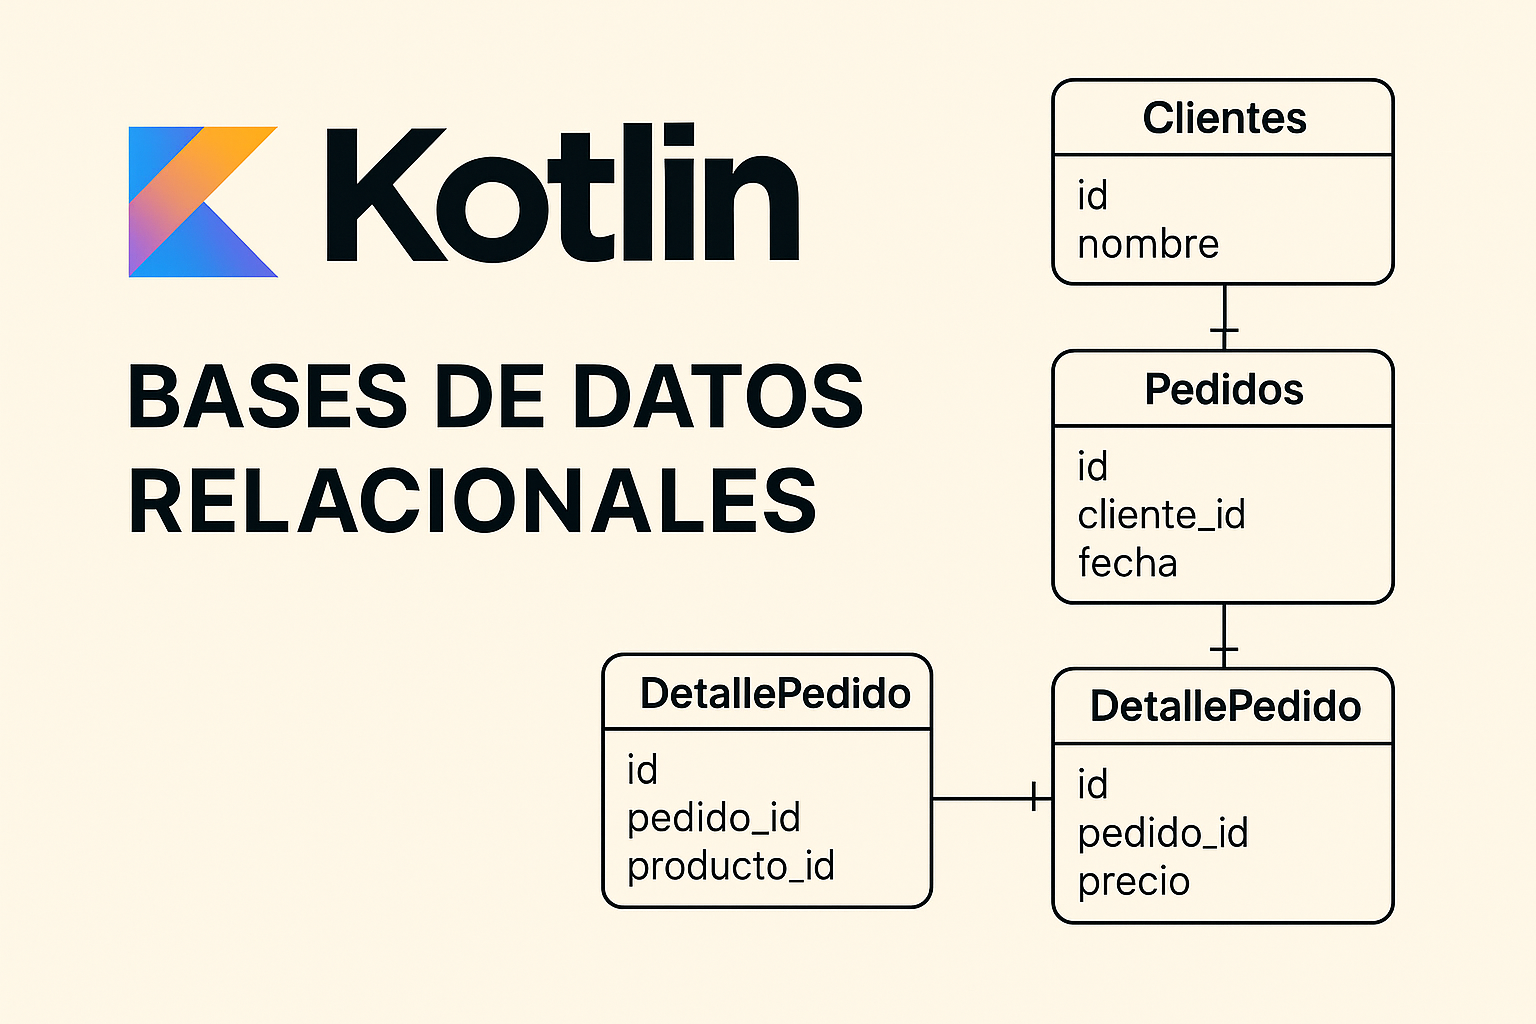 Kotlin
BASES DE DATOS
RELACIONALES
Clientes
id
nombre
Pedidos
id
cliente_id
fecha
DetallePedido
id
pedido_id
producto_id
DetallePedido
id
pedido_id
precio